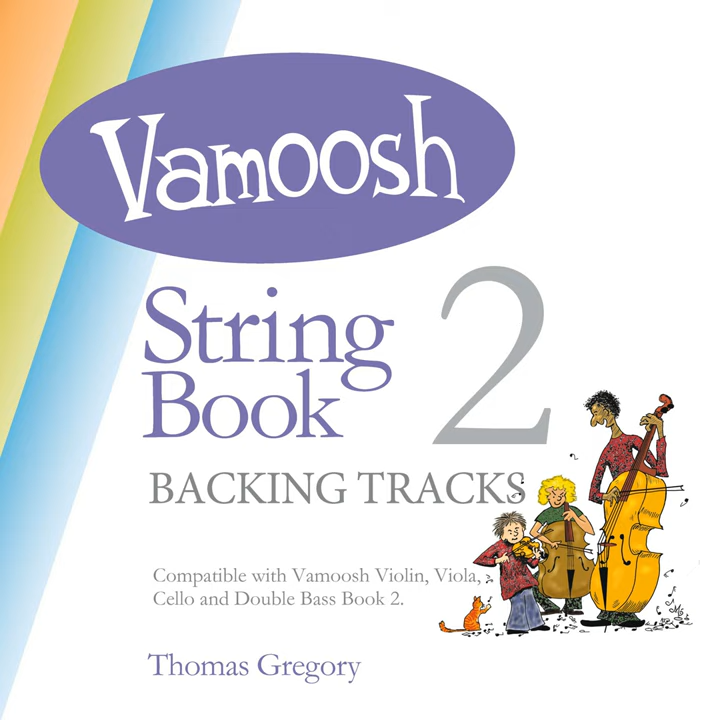 Vamoosh
String
Book 2
BACKING TRACKS
Compatible with Vamoosh Violin, Viola,
Cello and Double Bass Book 2.
Thomas Gregory